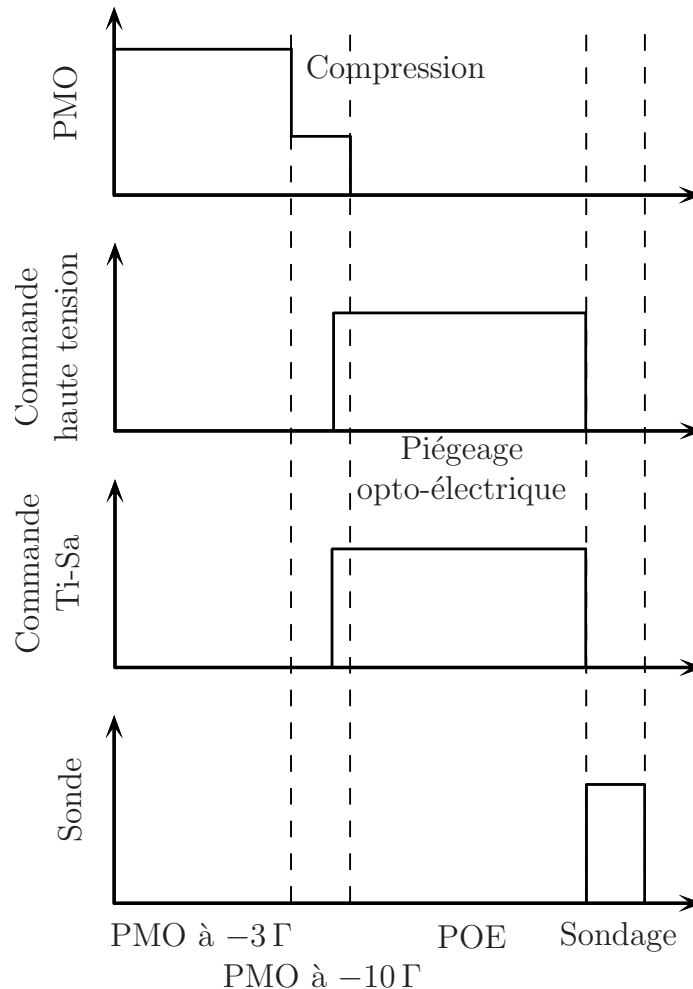 PMO
Compression
Commande
haute tension
Piégeage
opto-électrique
Commande
Ti-Sa
Sonde
PMO à −3 Γ
POE
Sondage
PMO à −10 Γ